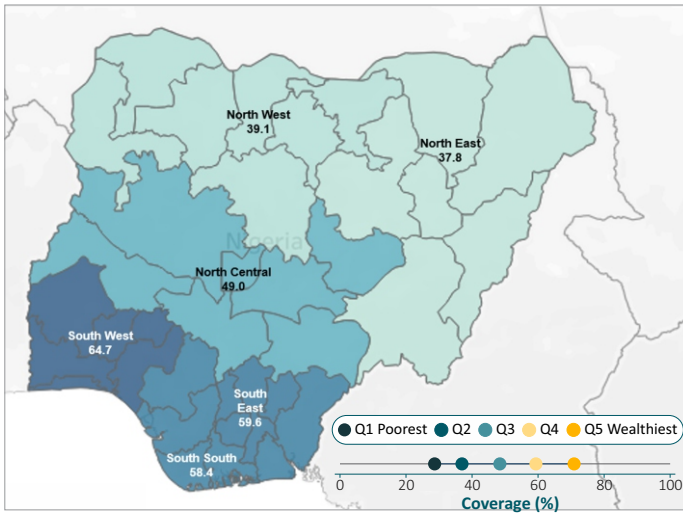 North West
39.1
North East
37.8
Nigeria
North Central
49.0
South West
64.7
South
East
59.6
South South
58.4
Q1 Poorest Q2 Q3 Q4 Q5 Wealthiest
0 20 40 60 80 100
Coverage (%)